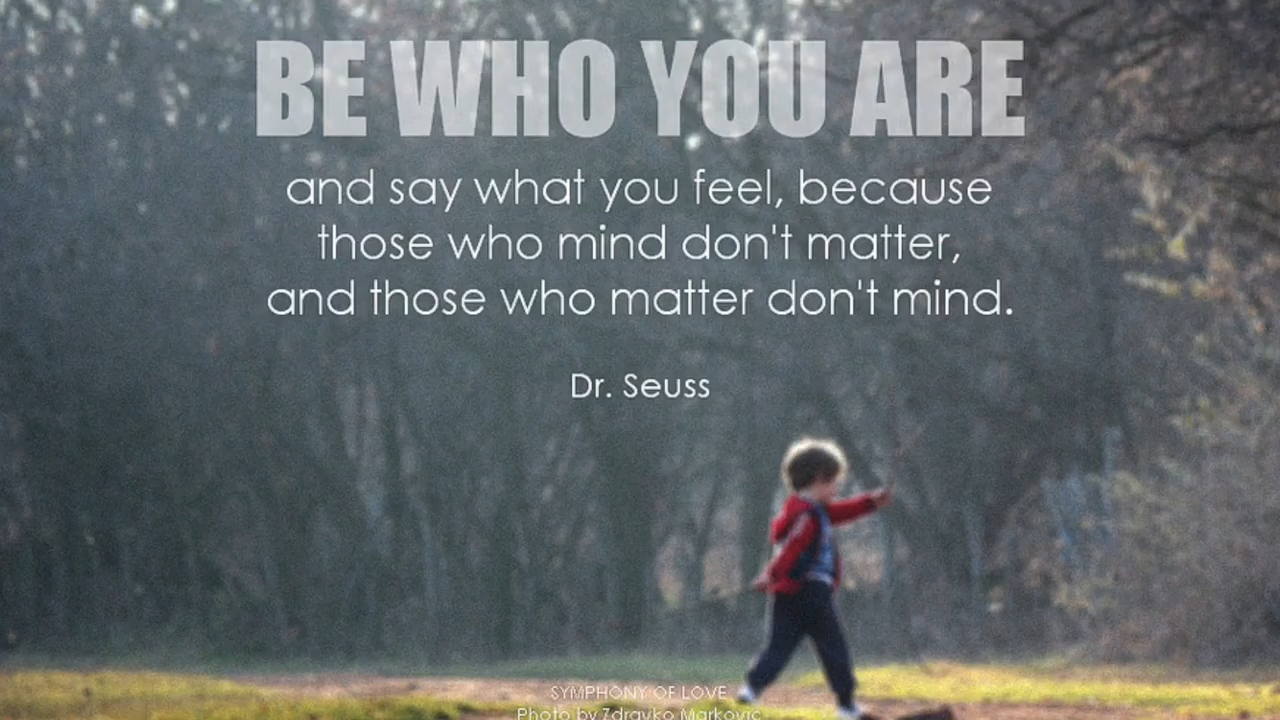 BE WHO YOU ARE
and say what you feel, because
those who mind don't matter,
and those who matter don't mind.
Dr. Seuss
SYMPHONY OF LOVE
Photo by Zdravko Markovic